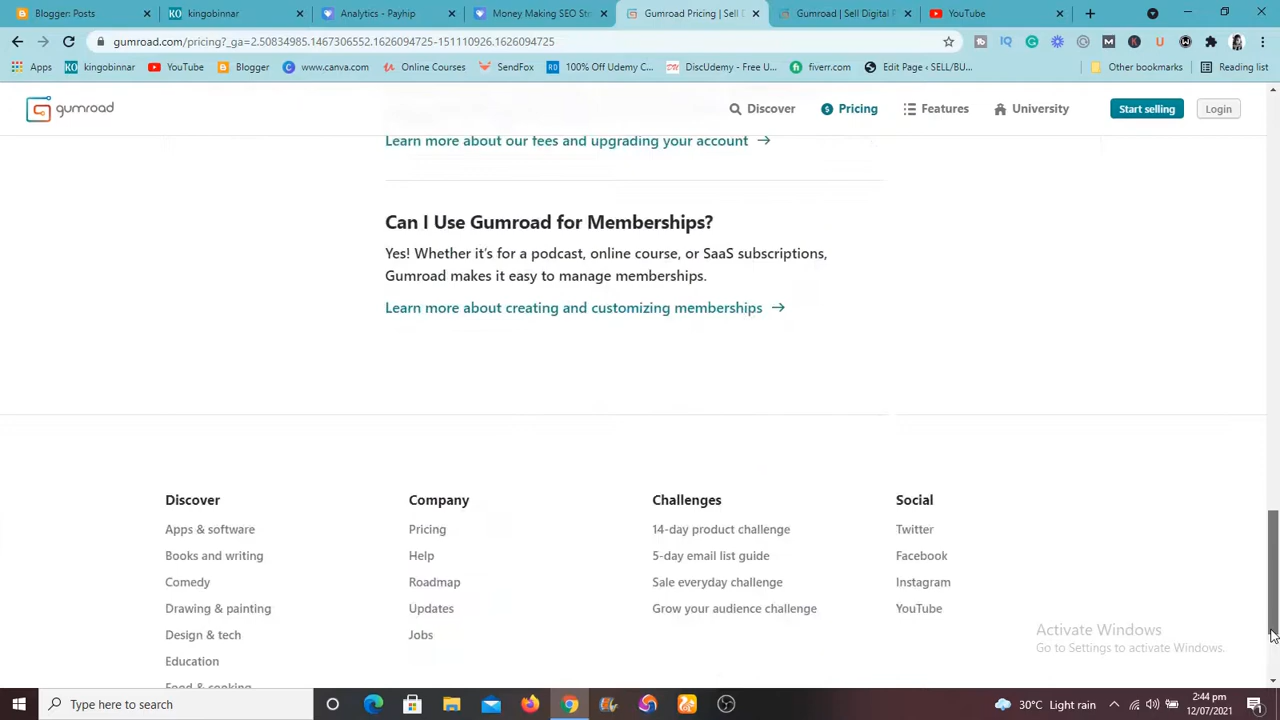 Blogger: Posts
kingobinnar
Analytics - Payhip
Money Making SEO Str
Gumroad Pricing | Sell D
Gumroad | Sell Digital P
YouTube
gumroad.com/pricing?_ga=2.50834985.1467306552.1626094725-151110926.1626094725
Apps
kingobinnar
YouTube
Blogger
www.canva.com
Online Courses
SendFox
100% Off Udemy C...
DiscUdemy - Free U...
fiverr.com
Edit Page ‹ SELL/BU...
Other bookmarks
Reading list
gumroad
Discover
Pricing
Features
University
Start selling
Login
Learn more about our fees and upgrading your account →
Can I Use Gumroad for Memberships?
Yes! Whether it's for a podcast, online course, or SaaS subscriptions,
Gumroad makes it easy to manage memberships.
Learn more about creating and customizing memberships →
Discover
Apps & software
Books and writing
Comedy
Drawing & painting
Design & tech
Education
Food & cooking
Company
Pricing
Help
Roadmap
Updates
Jobs
Challenges
14-day product challenge
5-day email list guide
Sale everyday challenge
Grow your audience challenge
Social
Twitter
Facebook
Instagram
YouTube
Activate Windows
Go to Settings to activate Windows.
Type here to search
30°C Light rain
2:44 pm
12/07/2021